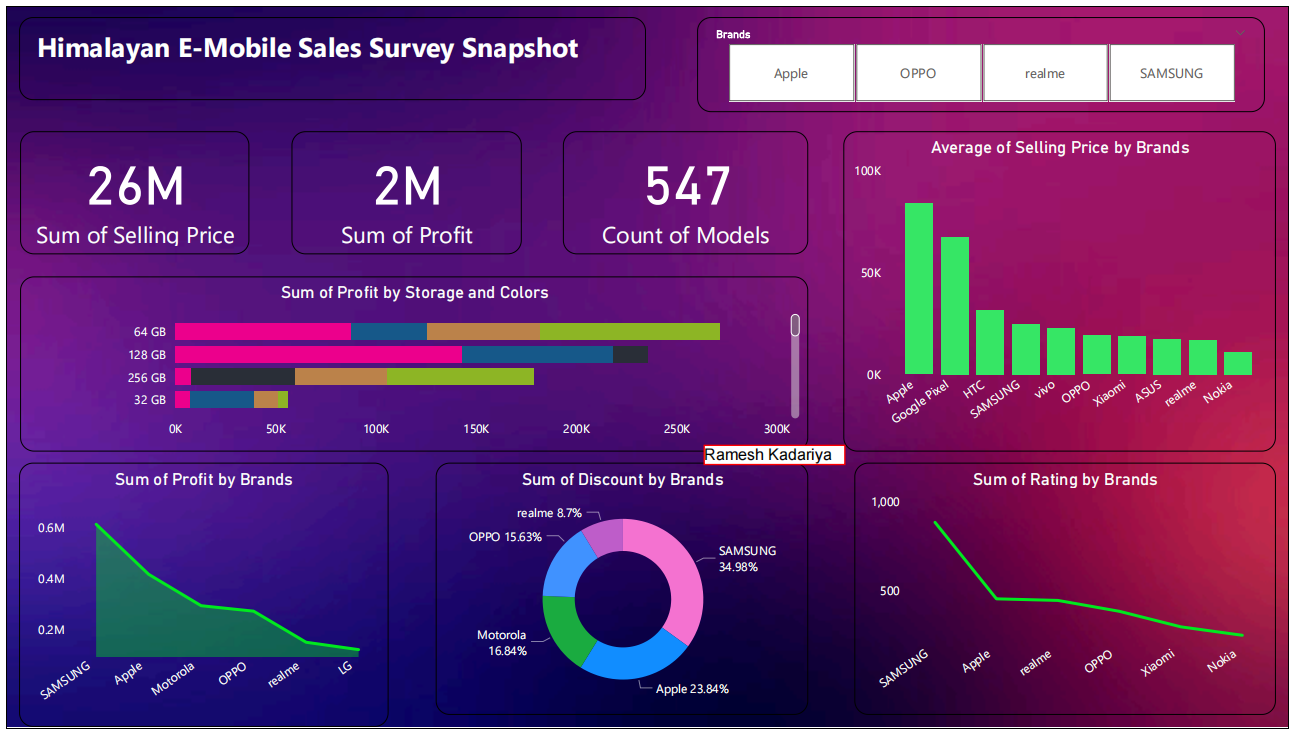 Himalayan E-Mobile Sales Survey Snapshot
Brands
Apple
OPPO
realme
SAMSUNG
26M
Sum of Selling Price
2M
Sum of Profit
547
Count of Models
Average of Selling Price by Brands
100K
50K
0K
Apple
Google Pixel
HTC
SAMSUNG
vivo
OPPO
Xiaomi
ASUS
realme
Nokia
Sum of Profit by Storage and Colors
64 GB
128 GB
256 GB
32 GB
0K
50K
100K
150K
200K
250K
300K
Ramesh Kadariya
Sum of Profit by Brands
0.6M
0.4M
0.2M
SAMSUNG
Apple
Motorola
OPPO
realme
LG
Sum of Discount by Brands
realme 8.7%
OPPO 15.63%
SAMSUNG
34.98%
Motorola
16.84%
Apple 23.84%
Sum of Rating by Brands
1,000
500
SAMSUNG
Apple
realme
OPPO
Xiaomi
Nokia